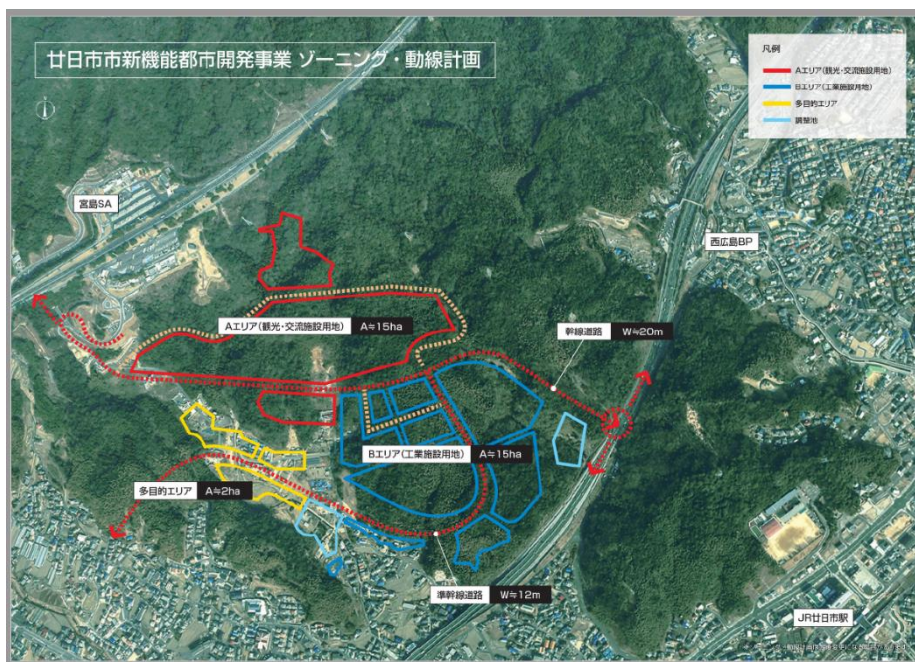 廿日市市新機能都市開発事業 ゾーニング・動線計画
凡例
Aエリア(観光・交流施設用地)
Bエリア(工業施設用地)
多目的エリア
調整池
宮島SA
西広島BP
Aエリア(観光・交流施設用地) A≒15ha
幹線道路 W≒20m
Bエリア(工業施設用地) A≒15ha
多目的エリア A≒2ha
準幹線道路 W≒12m
JR廿日市駅